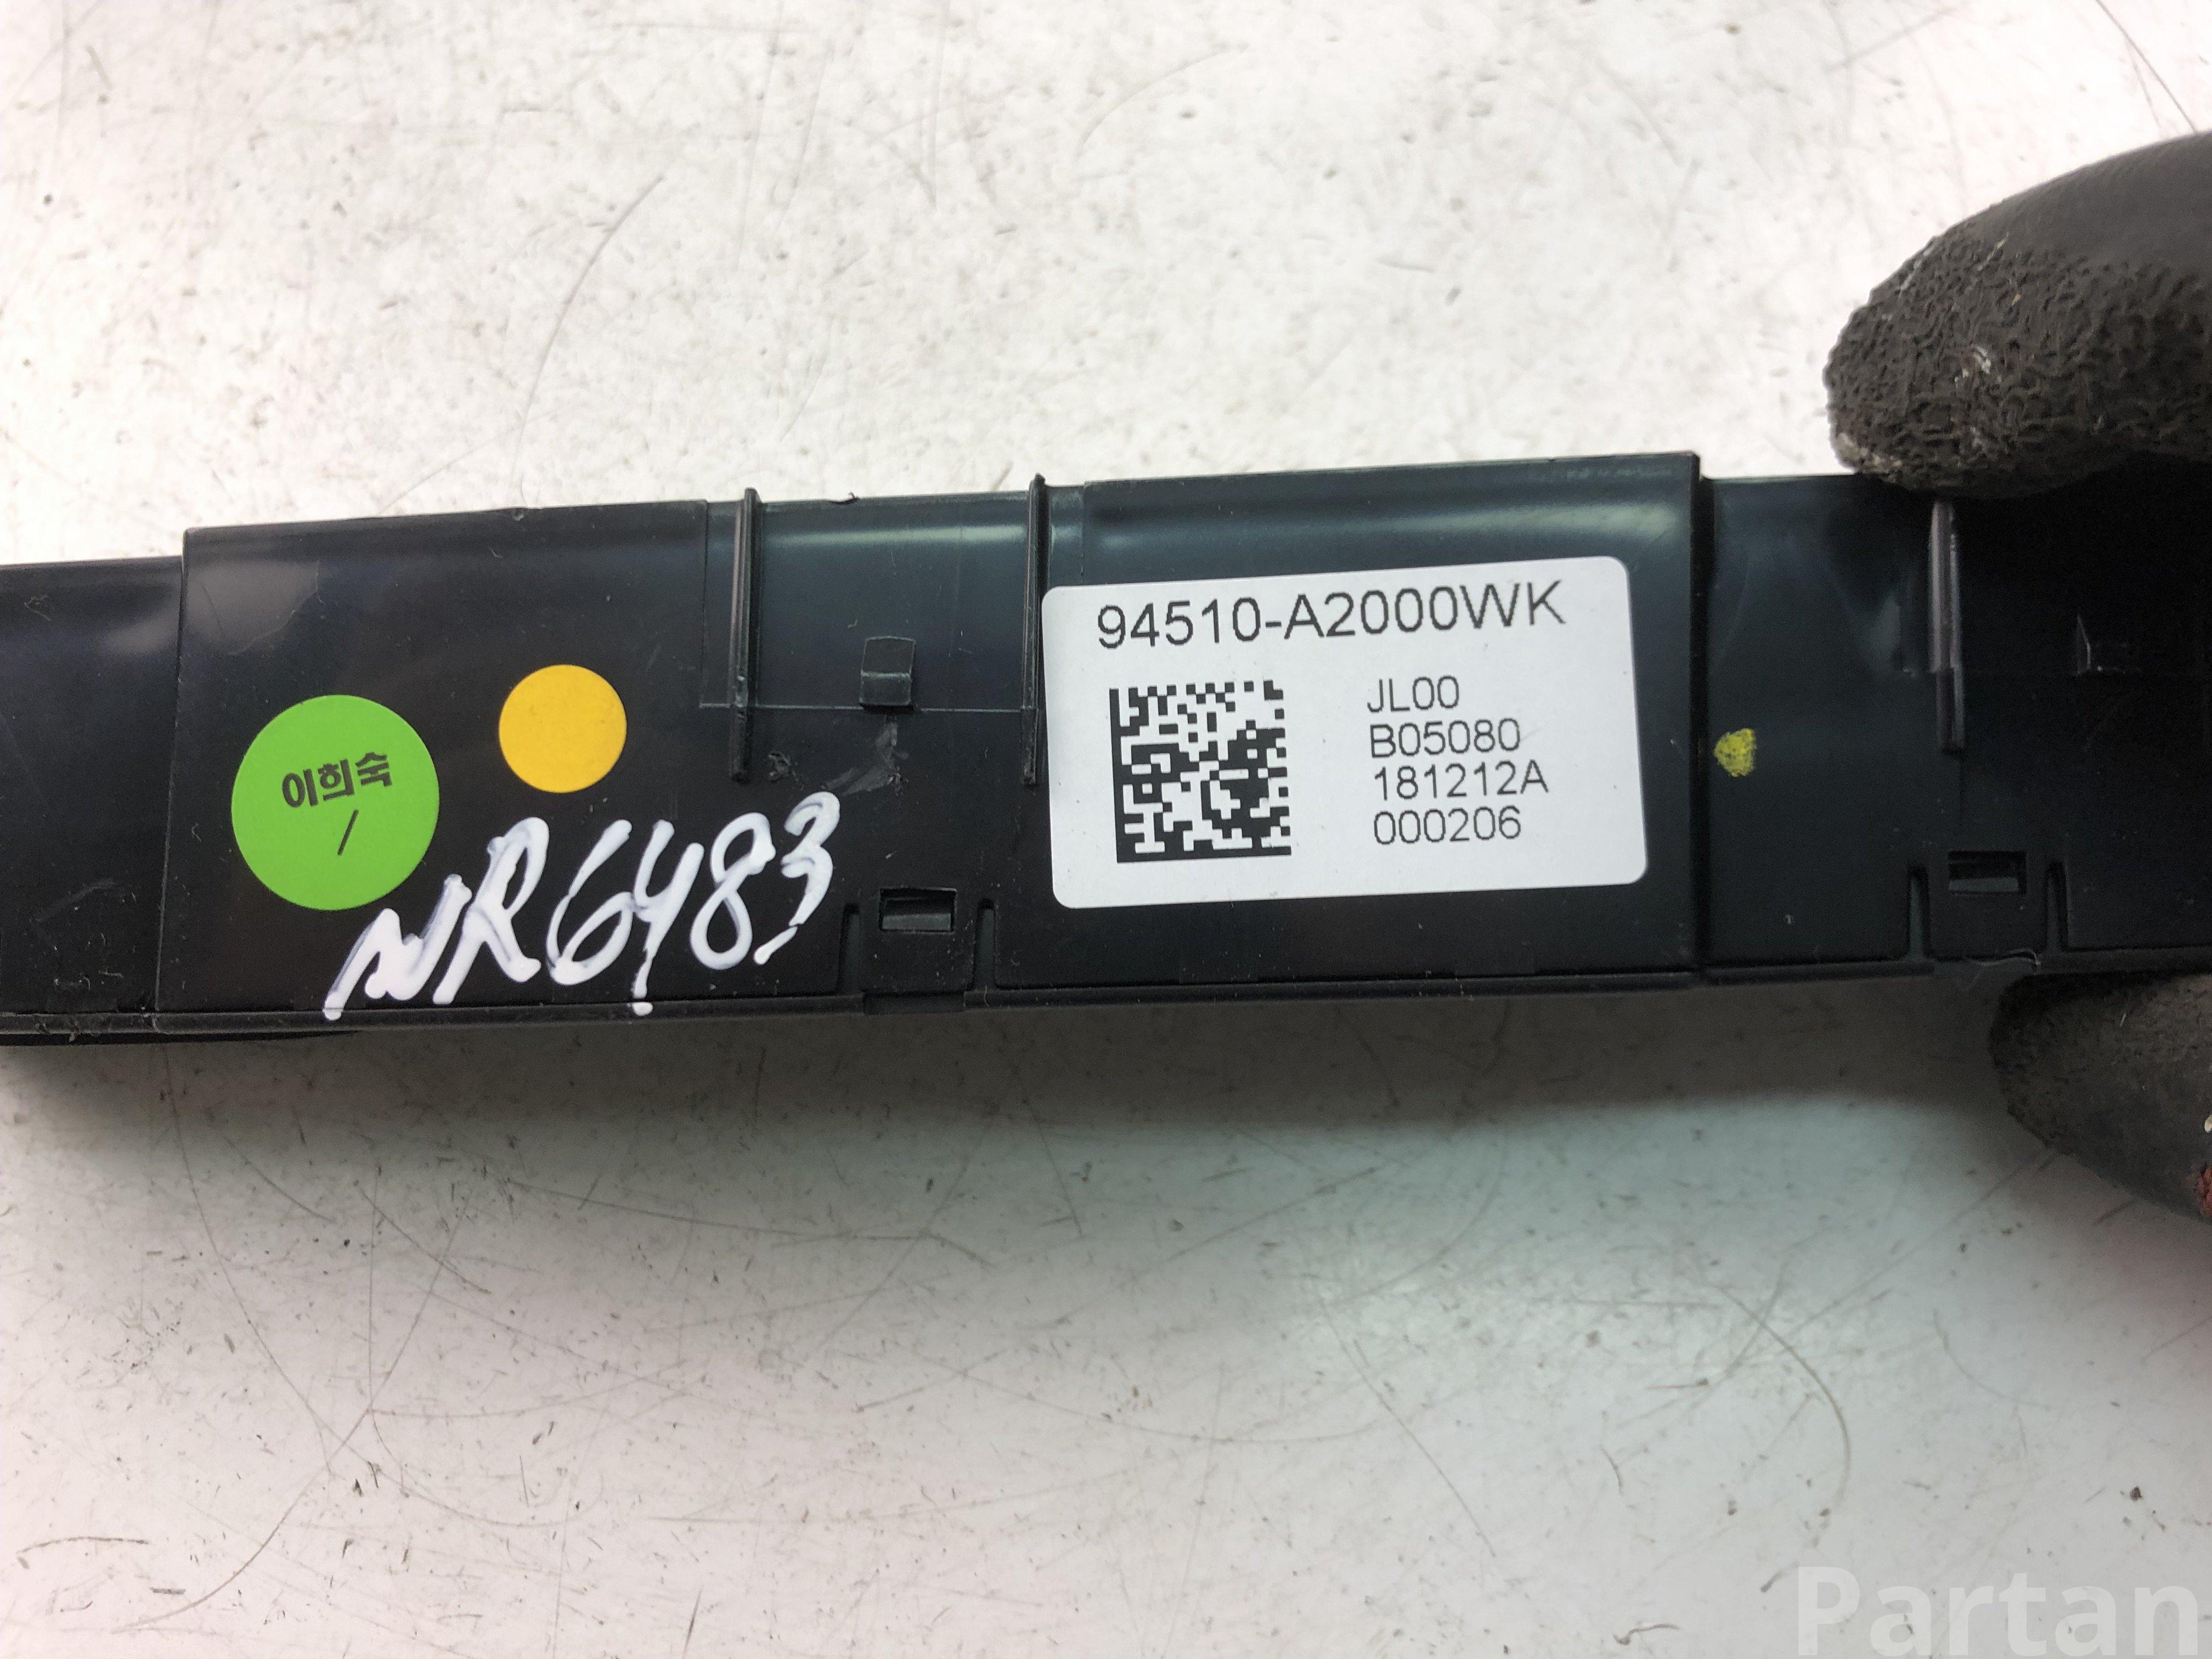 94510-A2000WK
JL00
B05080
181212A
000206
이희숙
/
NR6483
Partan